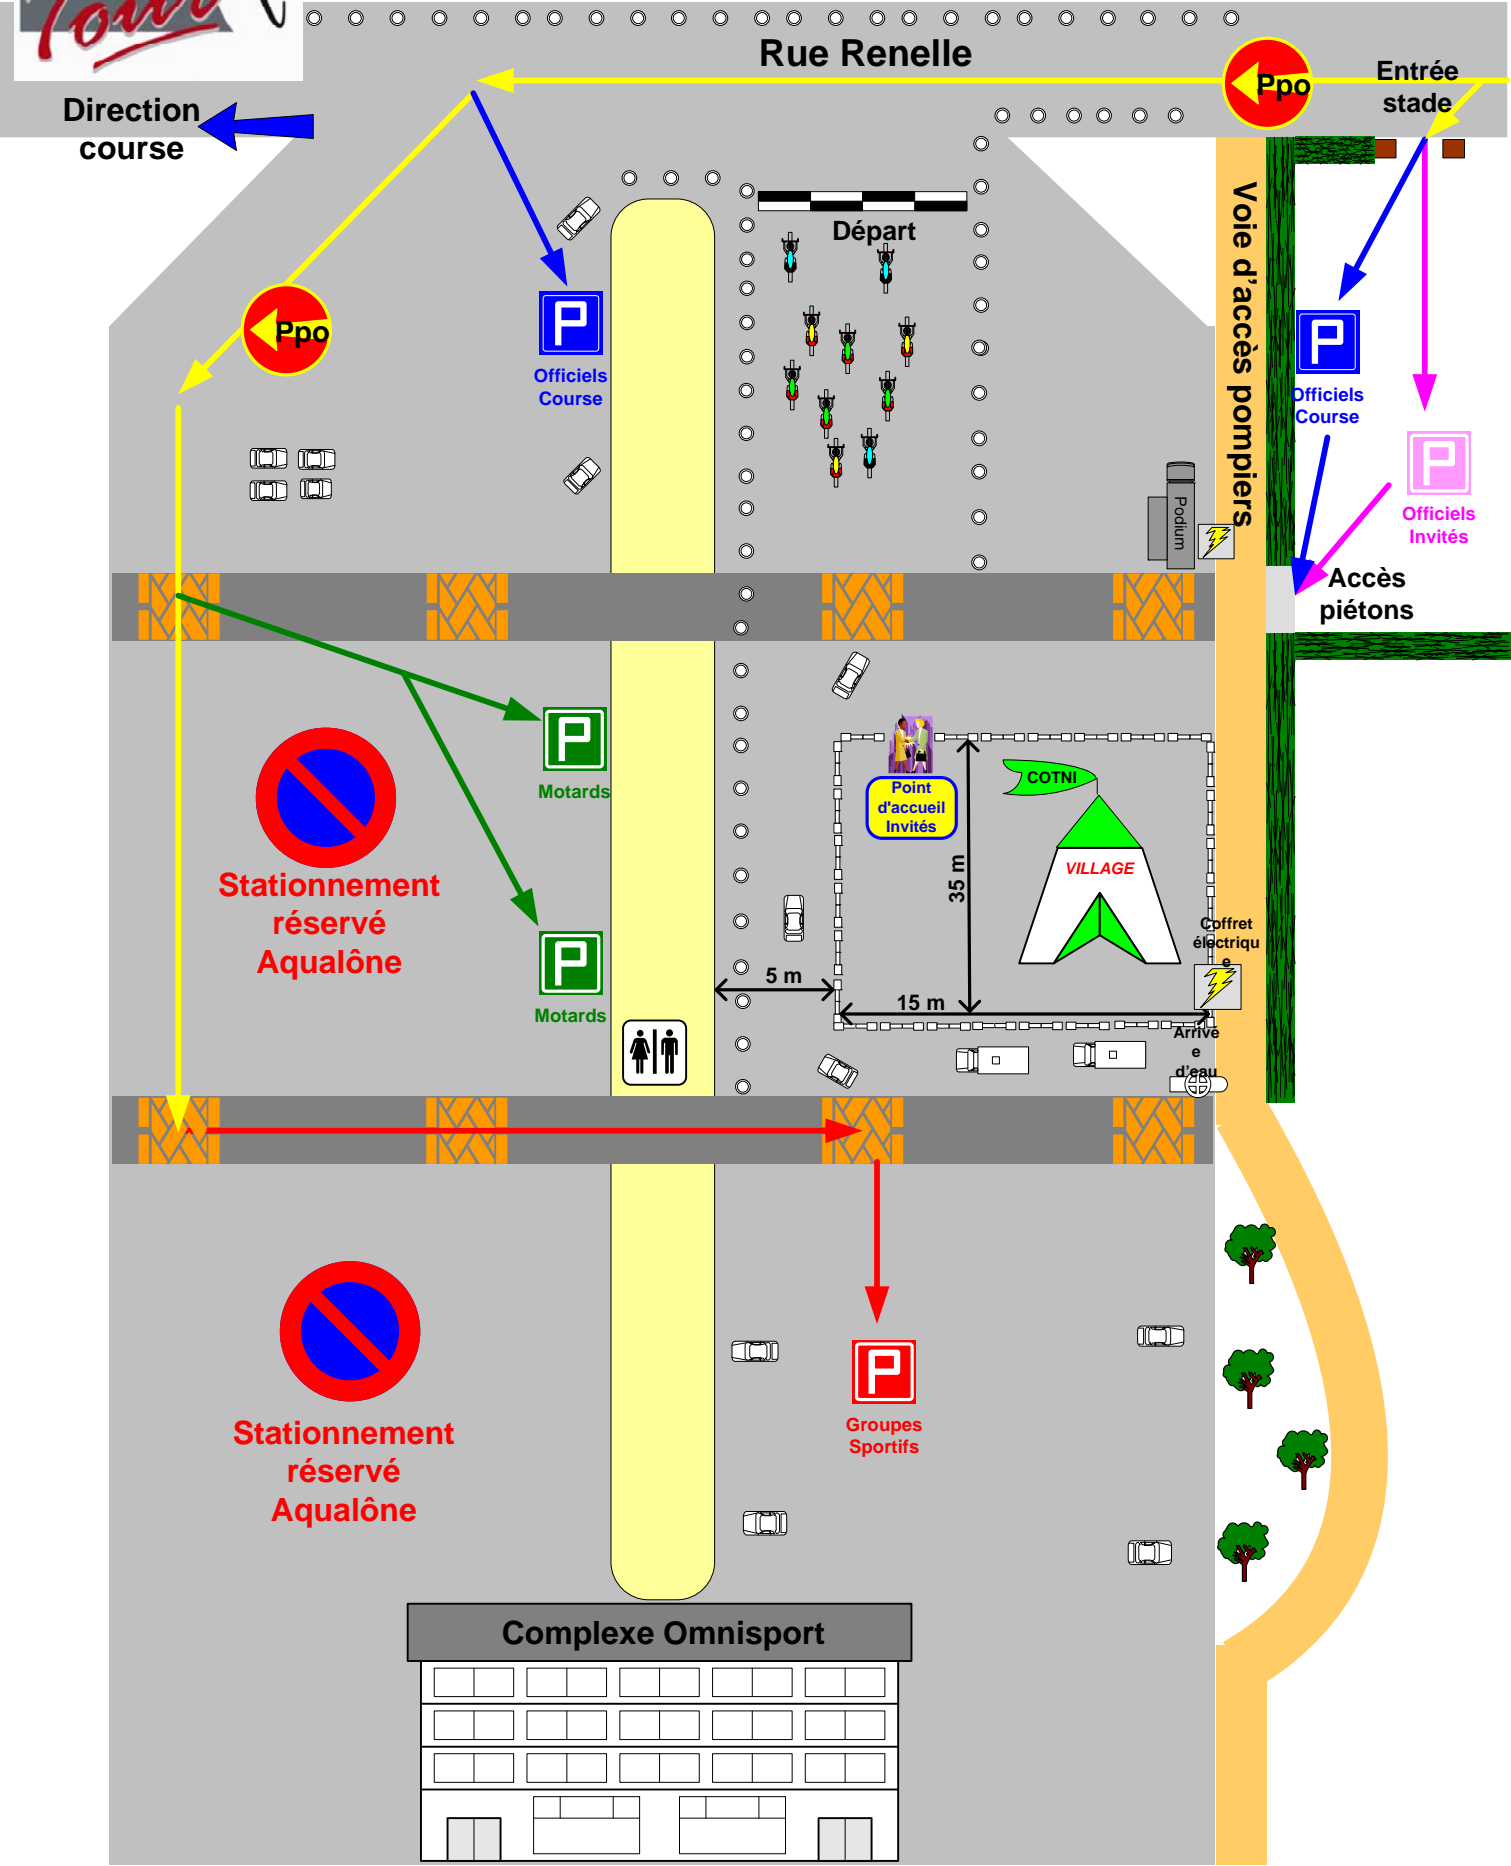 Tour
Rue Renelle
Ppo
Entrée
stade
Direction
course
Voie d'accès pompiers
Départ
Ppo
P
Officiels
Course
P
Officiels
Course
P
Officiels
Invités
Podium
Accès
piétons
P
Motards
Point
d'accueil
Invités
COTNI
VILLAGE
35 m
Stationnement
réservé
Aqualône
Coffret
électriqu
e
P
Motards
5 m
15 m
Arrivé
e
d'eau
P
Groupes
Sportifs
Stationnement
réservé
Aqualône
Complexe Omnisport